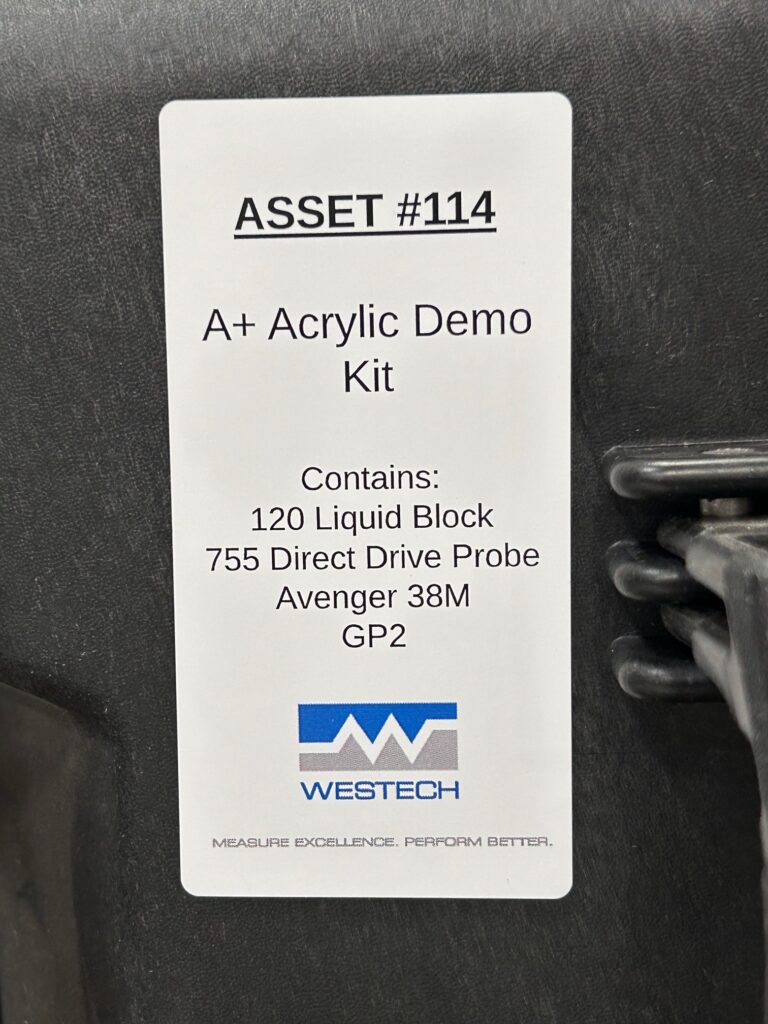 ASSET #114
A+ Acrylic Demo
Kit
Contains:
120 Liquid Block
755 Direct Drive Probe
Avenger 38M
GP2
WESTECH
MEASURE EXCELLENCE. PERFORM BETTER.